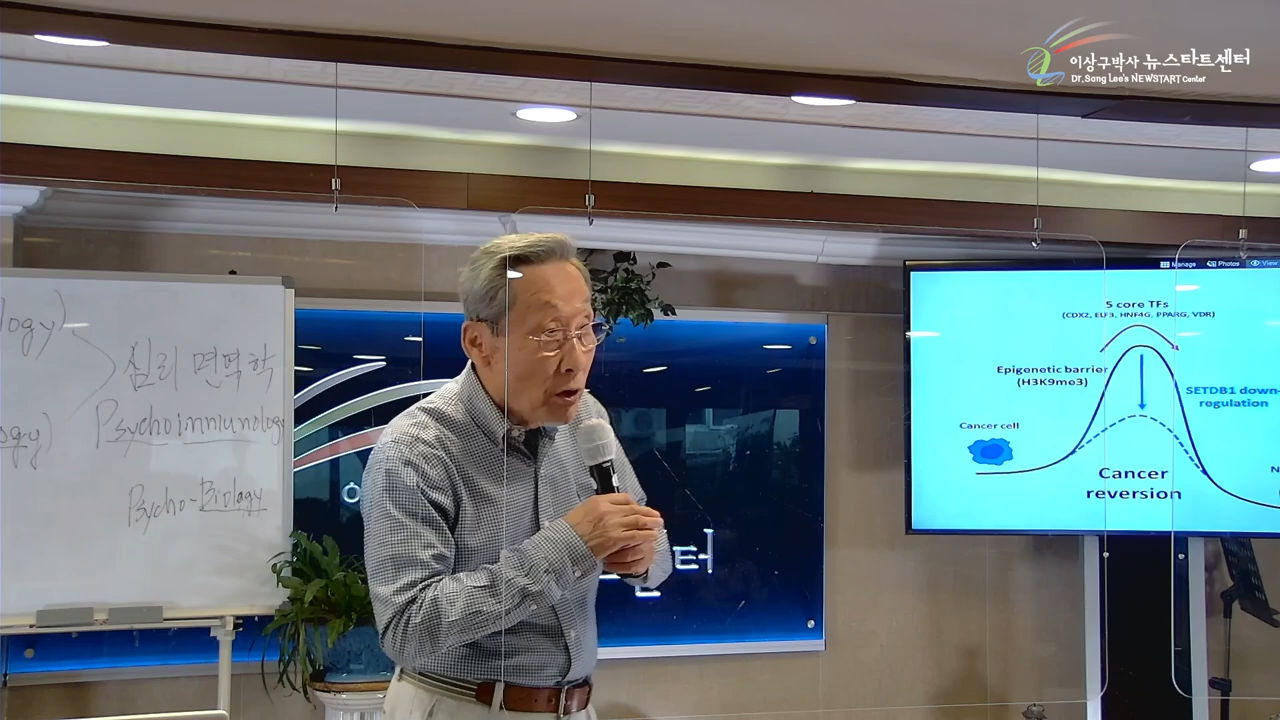 이상구박사 뉴스타트센터
Dr. Sang Lee's NEWSTART Center
logy)
심리 면역학
ogy)
Psychoimmunology
Psycho-Biology
Manage
Photos
View
5 core TFs
(CDX2, ELF3, HNF4G, PPARG, VDR)
Epigenetic barrier
(H3K9me3)
SETDB1 down-
regulation
Cancer cell
Cancer
reversion
N
터